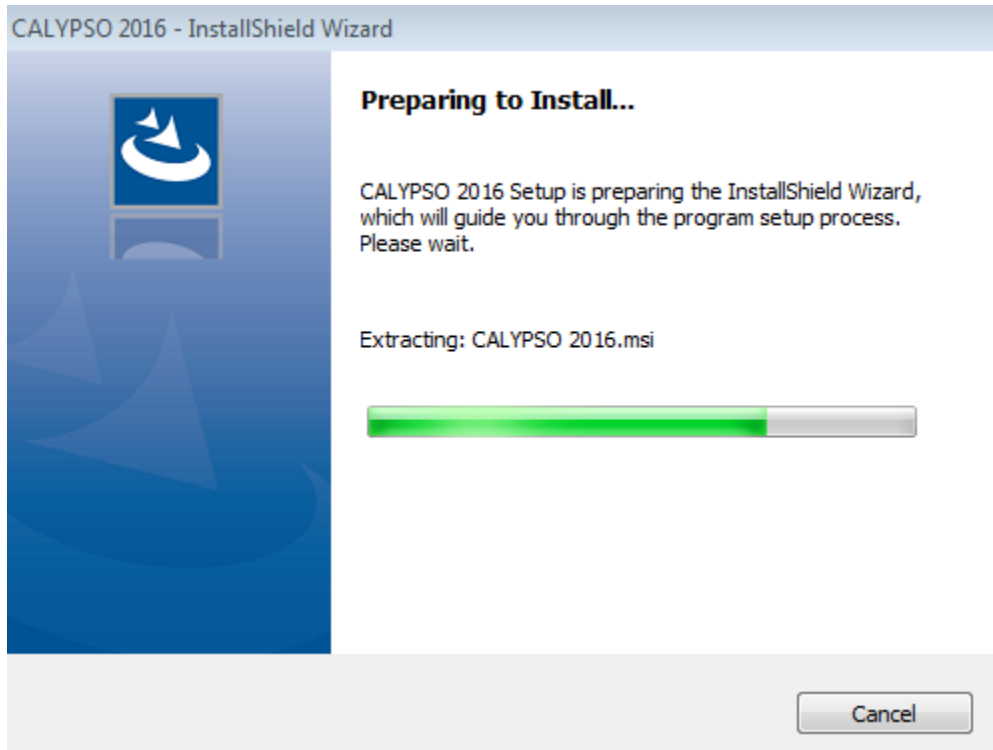 CALYPSO 2016 - InstallShield Wizard
Preparing to Install...
CALYPSO 2016 Setup is preparing the InstallShield Wizard,
which will guide you through the program setup process.
Please wait.
Extracting: CALYPSO 2016.msi
Cancel